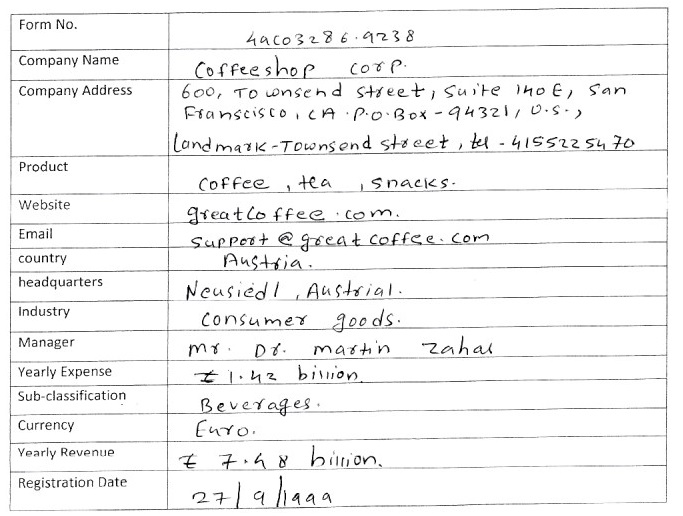 Form No. 49C03286.9238
Company Name Coffeeshop corp.
Company Address 600, Townsend street, suite 140E, San
Franscisco, CA .P.O.Box-94321, U.S.,
Landmark-Townsend street, tel - 4155225470
Product coffee, tea, snacks.
Website greatcoffee.com.
Email support@greatcoffee.com
country Austria.
headquarters Neusiedl, Austrial.
Industry consumer goods.
Manager Mr. Dr. martin zahal
Yearly Expense £ 1.42 billion.
Sub-classification Beverages.
Currency Euro.
Yearly Revenue £ 7.48 billion.
Registration Date 27/9/1999